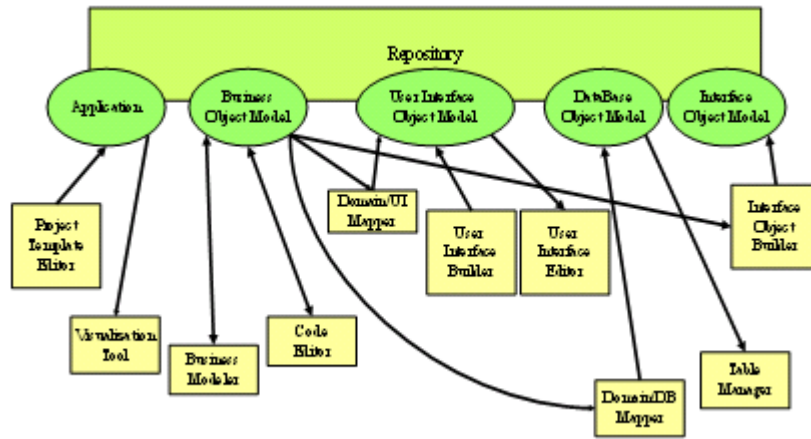 Repository
Application
Business
Object Model
User Interface
Object Model
DataBase
Object Model
Interface
Object Model
Project
Template
Editor
Domain/UI
Mapper
User
Interface
Builder
User
Interface
Editor
Interface
Object
Builder
Visualization
Tool
Business
Modeler
Code
Editor
Domain/DB
Mapper
Table
Manager